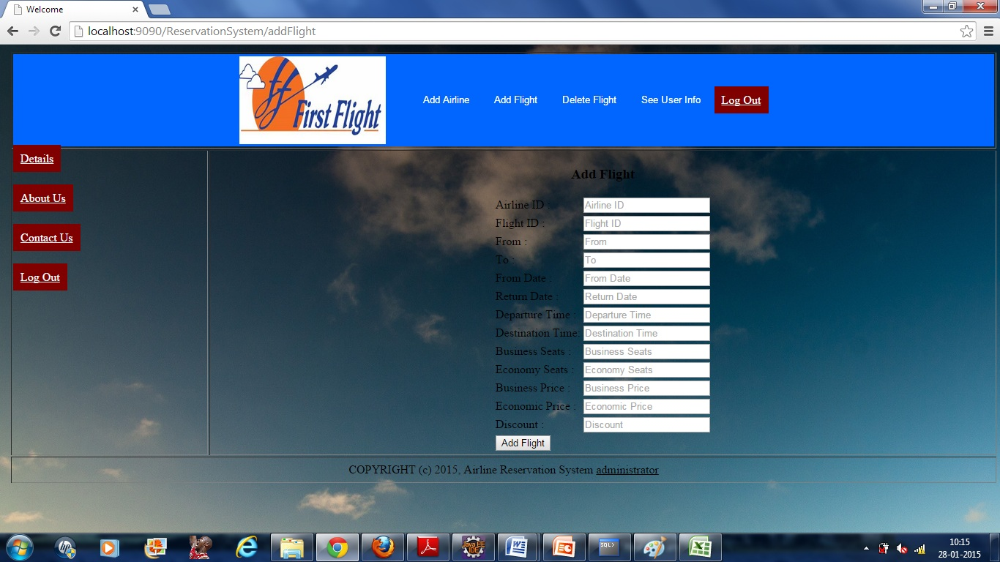 Welcome
localhost:9090/ReservationSystem/addFlight
First Flight
Add Airline Add Flight Delete Flight See User Info Log Out
Details
About Us
Contact Us
Log Out
Add Flight
Airline ID : Airline ID
Flight ID : Flight ID
From : From
To : To
From Date : From Date
Return Date : Return Date
Departure Time : Departure Time
Destination Time: Destination Time
Business Seats : Business Seats
Economy Seats : Economy Seats
Business Price : Business Price
Economic Price : Economic Price
Discount : Discount
Add Flight
COPYRIGHT (c) 2015, Airline Reservation System administrator
hp
Java EE
IDE
SQL>
10:15
28-01-2015